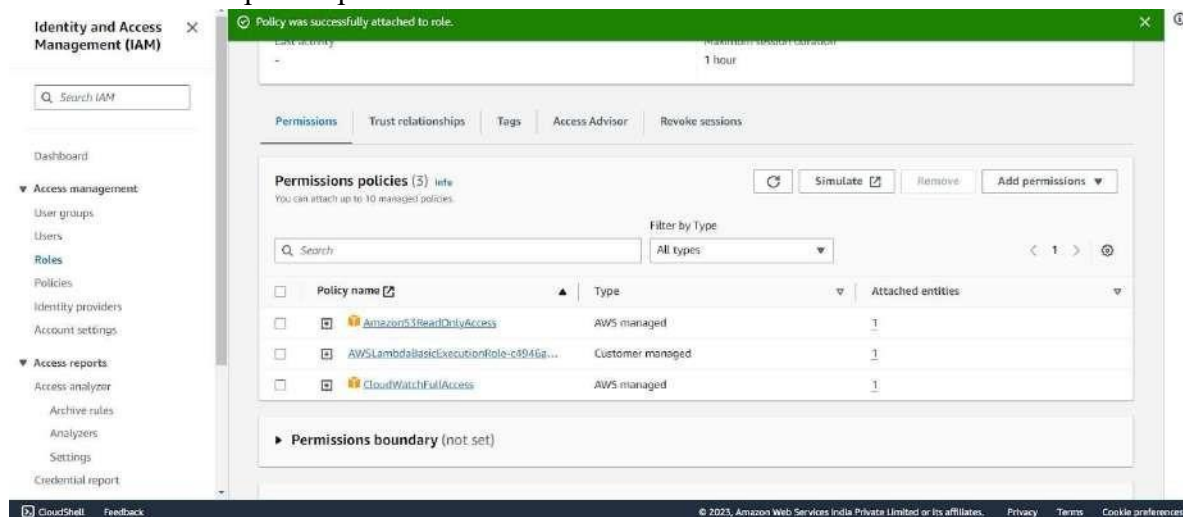 Identity and Access Management (IAM)
Search IAM
Dashboard
Access management
User groups
Users
Roles
Policies
Identity providers
Account settings
Access reports
Access analyzer
Archive rules
Analyzers
Settings
Credential report
Policy was successfully attached to role.
Last activity
Maximum session duration
-
1 hour
Permissions Trust relationships Tags Access Advisor Revoke sessions
Permissions policies (3) Info
You can attach up to 10 managed policies.
Simulate Remove Add permissions
Filter by Type
Search All types 1
Policy name Type Attached entities
AmazonS3ReadOnlyAccess AWS managed 1
AWSLambdaBasicExecutionRole-c4946a... Customer managed 1
CloudWatchFullAccess AWS managed 1
Permissions boundary (not set)
CloudShell Feedback © 2023, Amazon Web Services India Private Limited or its affiliates. Privacy Terms Cookie preferences